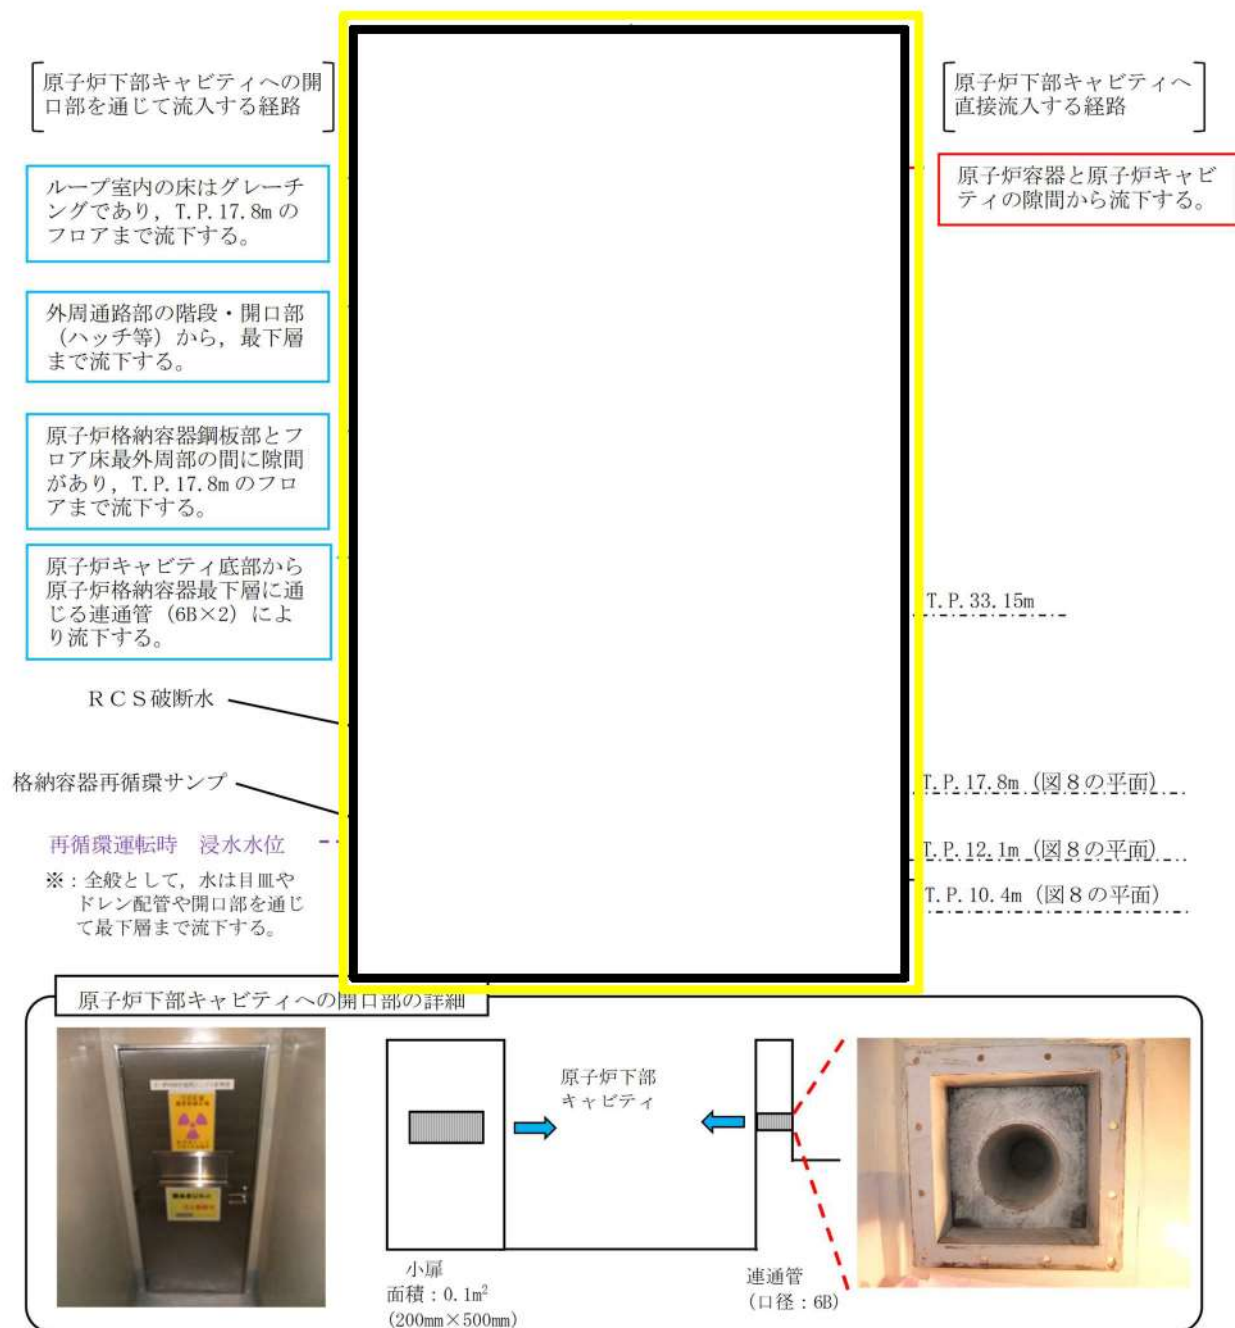 原子炉下部キャビティへの開
口部を通じて流入する経路
原子炉下部キャビティへ
直接流入する経路
ループ室内の床はグレーチ
ングであり，T.P.17.8m の
フロアまで流下する。
原子炉容器と原子炉キャビ
ティの隙間から流下する。
外周通路部の階段・開口部
（ハッチ等）から，最下層
まで流下する。
原子炉格納容器鋼板部とフ
ロア床最外周部の間に隙間
があり，T.P.17.8m のフロ
アまで流下する。
原子炉キャビティ底部から
原子炉格納容器最下層に通
じる連通管（6B×2）によ
り流下する。
T.P.33.15m
ＲＣＳ破断水
格納容器再循環サンプ
T.P.17.8m（図８の平面）
再循環運転時　浸水水位
T.P.12.1m（図８の平面）
※：全般として，水は目皿や
ドレン配管や開口部を通じ
て最下層まで流下する。
T.P.10.4m（図８の平面）
原子炉下部キャビティへの開口部の詳細
原子炉下部
キャビティ
小扉
面積：0.1m²
(200mm×500mm)
連通管
(口径：6B)